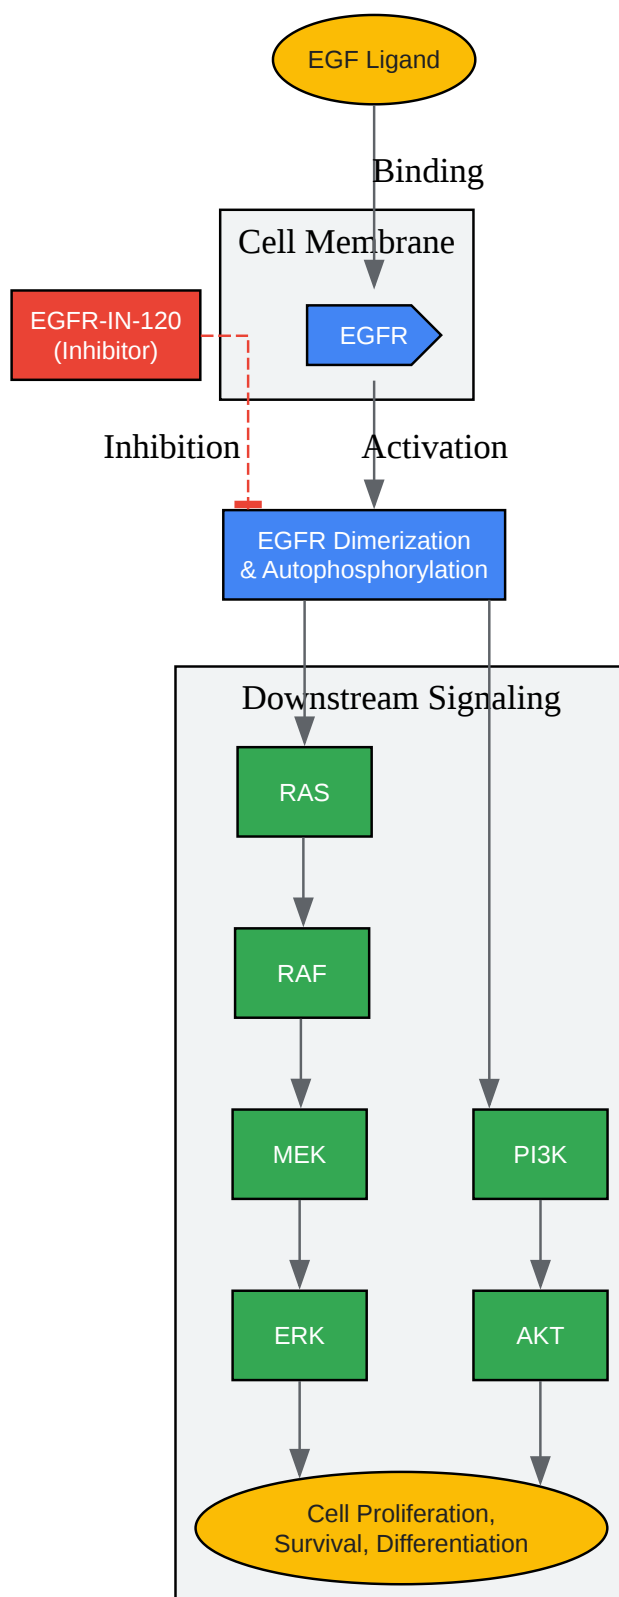 EGF Ligand
Binding
Cell Membrane
EGFR-IN-120
(Inhibitor)
EGFR
Inhibition
Activation
EGFR Dimerization
& Autophosphorylation
Downstream Signaling
RAS
RAF
MEK
PI3K
ERK
AKT
Cell Proliferation,
Survival, Differentiation